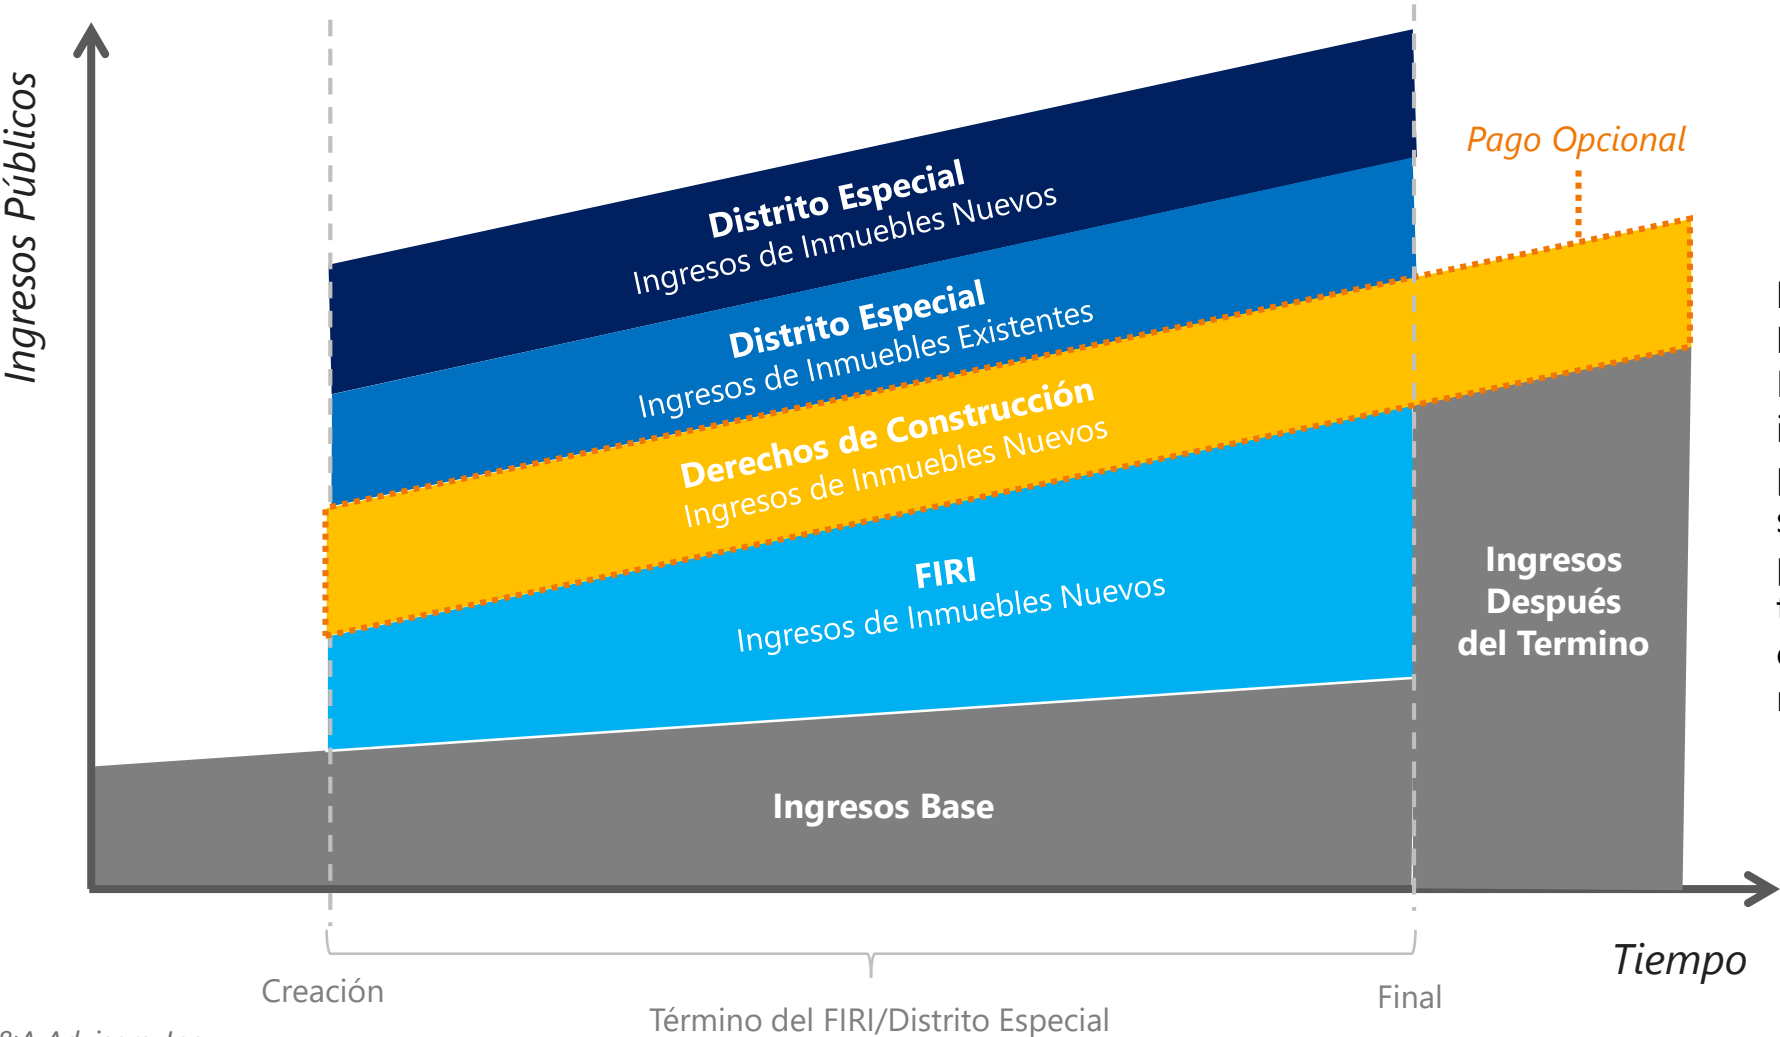 Ingresos Públicos
Pago Opcional
Distrito Especial
Ingresos de Inmuebles Nuevos
Distrito Especial
Ingresos de Inmuebles Existentes
Derechos de Construcción
Ingresos de Inmuebles Nuevos
FIRI
Ingresos de Inmuebles Nuevos
Ingresos
Después
del Termino
Ingresos Base
Tiempo
Creación
Final
Término del FIRI/Distrito Especial